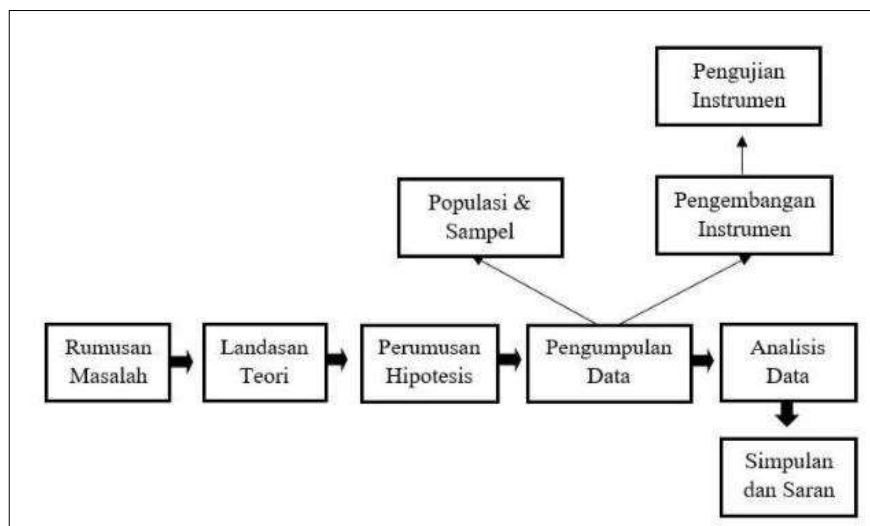 Pengujian
Instrumen
Populasi &
Sampel
Pengembangan
Instrumen
Rumusan
Masalah
Landasan
Teori
Perumusan
Hipotesis
Pengumpulan
Data
Analisis
Data
Simpulan
dan Saran